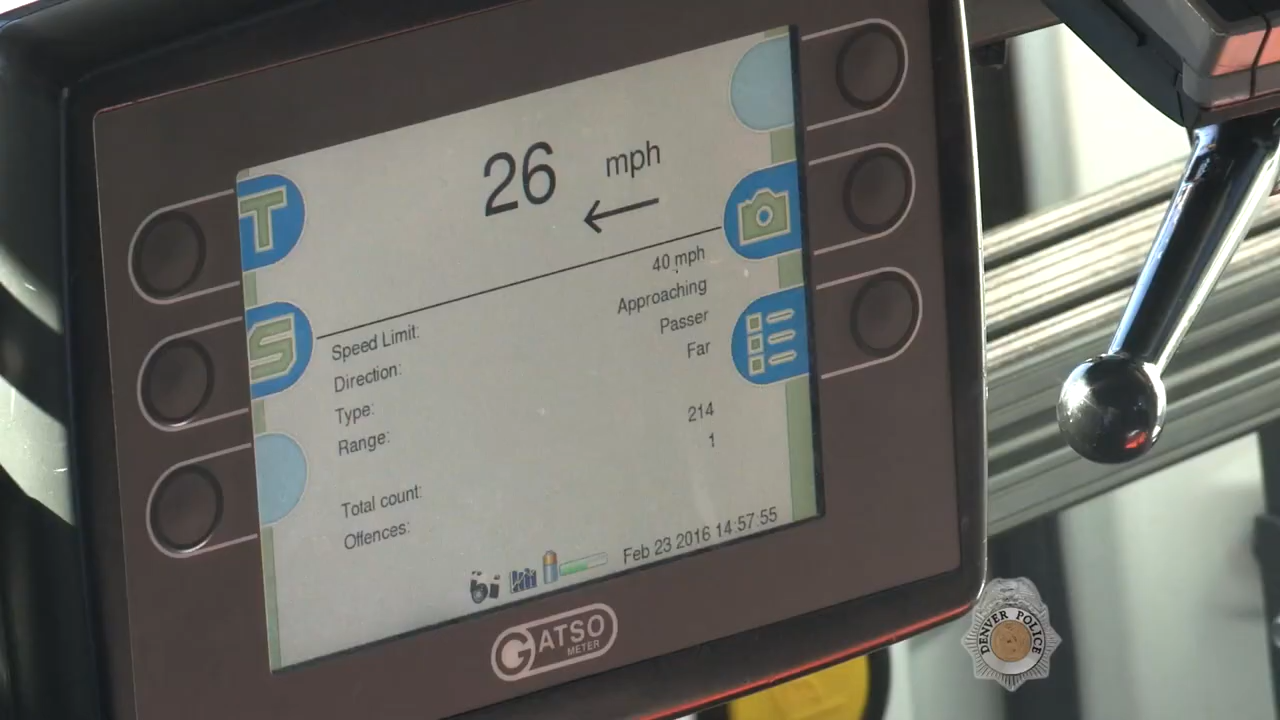 26 mph
T
S
Speed Limit: 40 mph
Direction: Approaching
Type: Passer
Range: Far
Total count: 214
Offences: 1
Feb 23 2016 14:57:55
GATSO
METER
DENVER POLICE